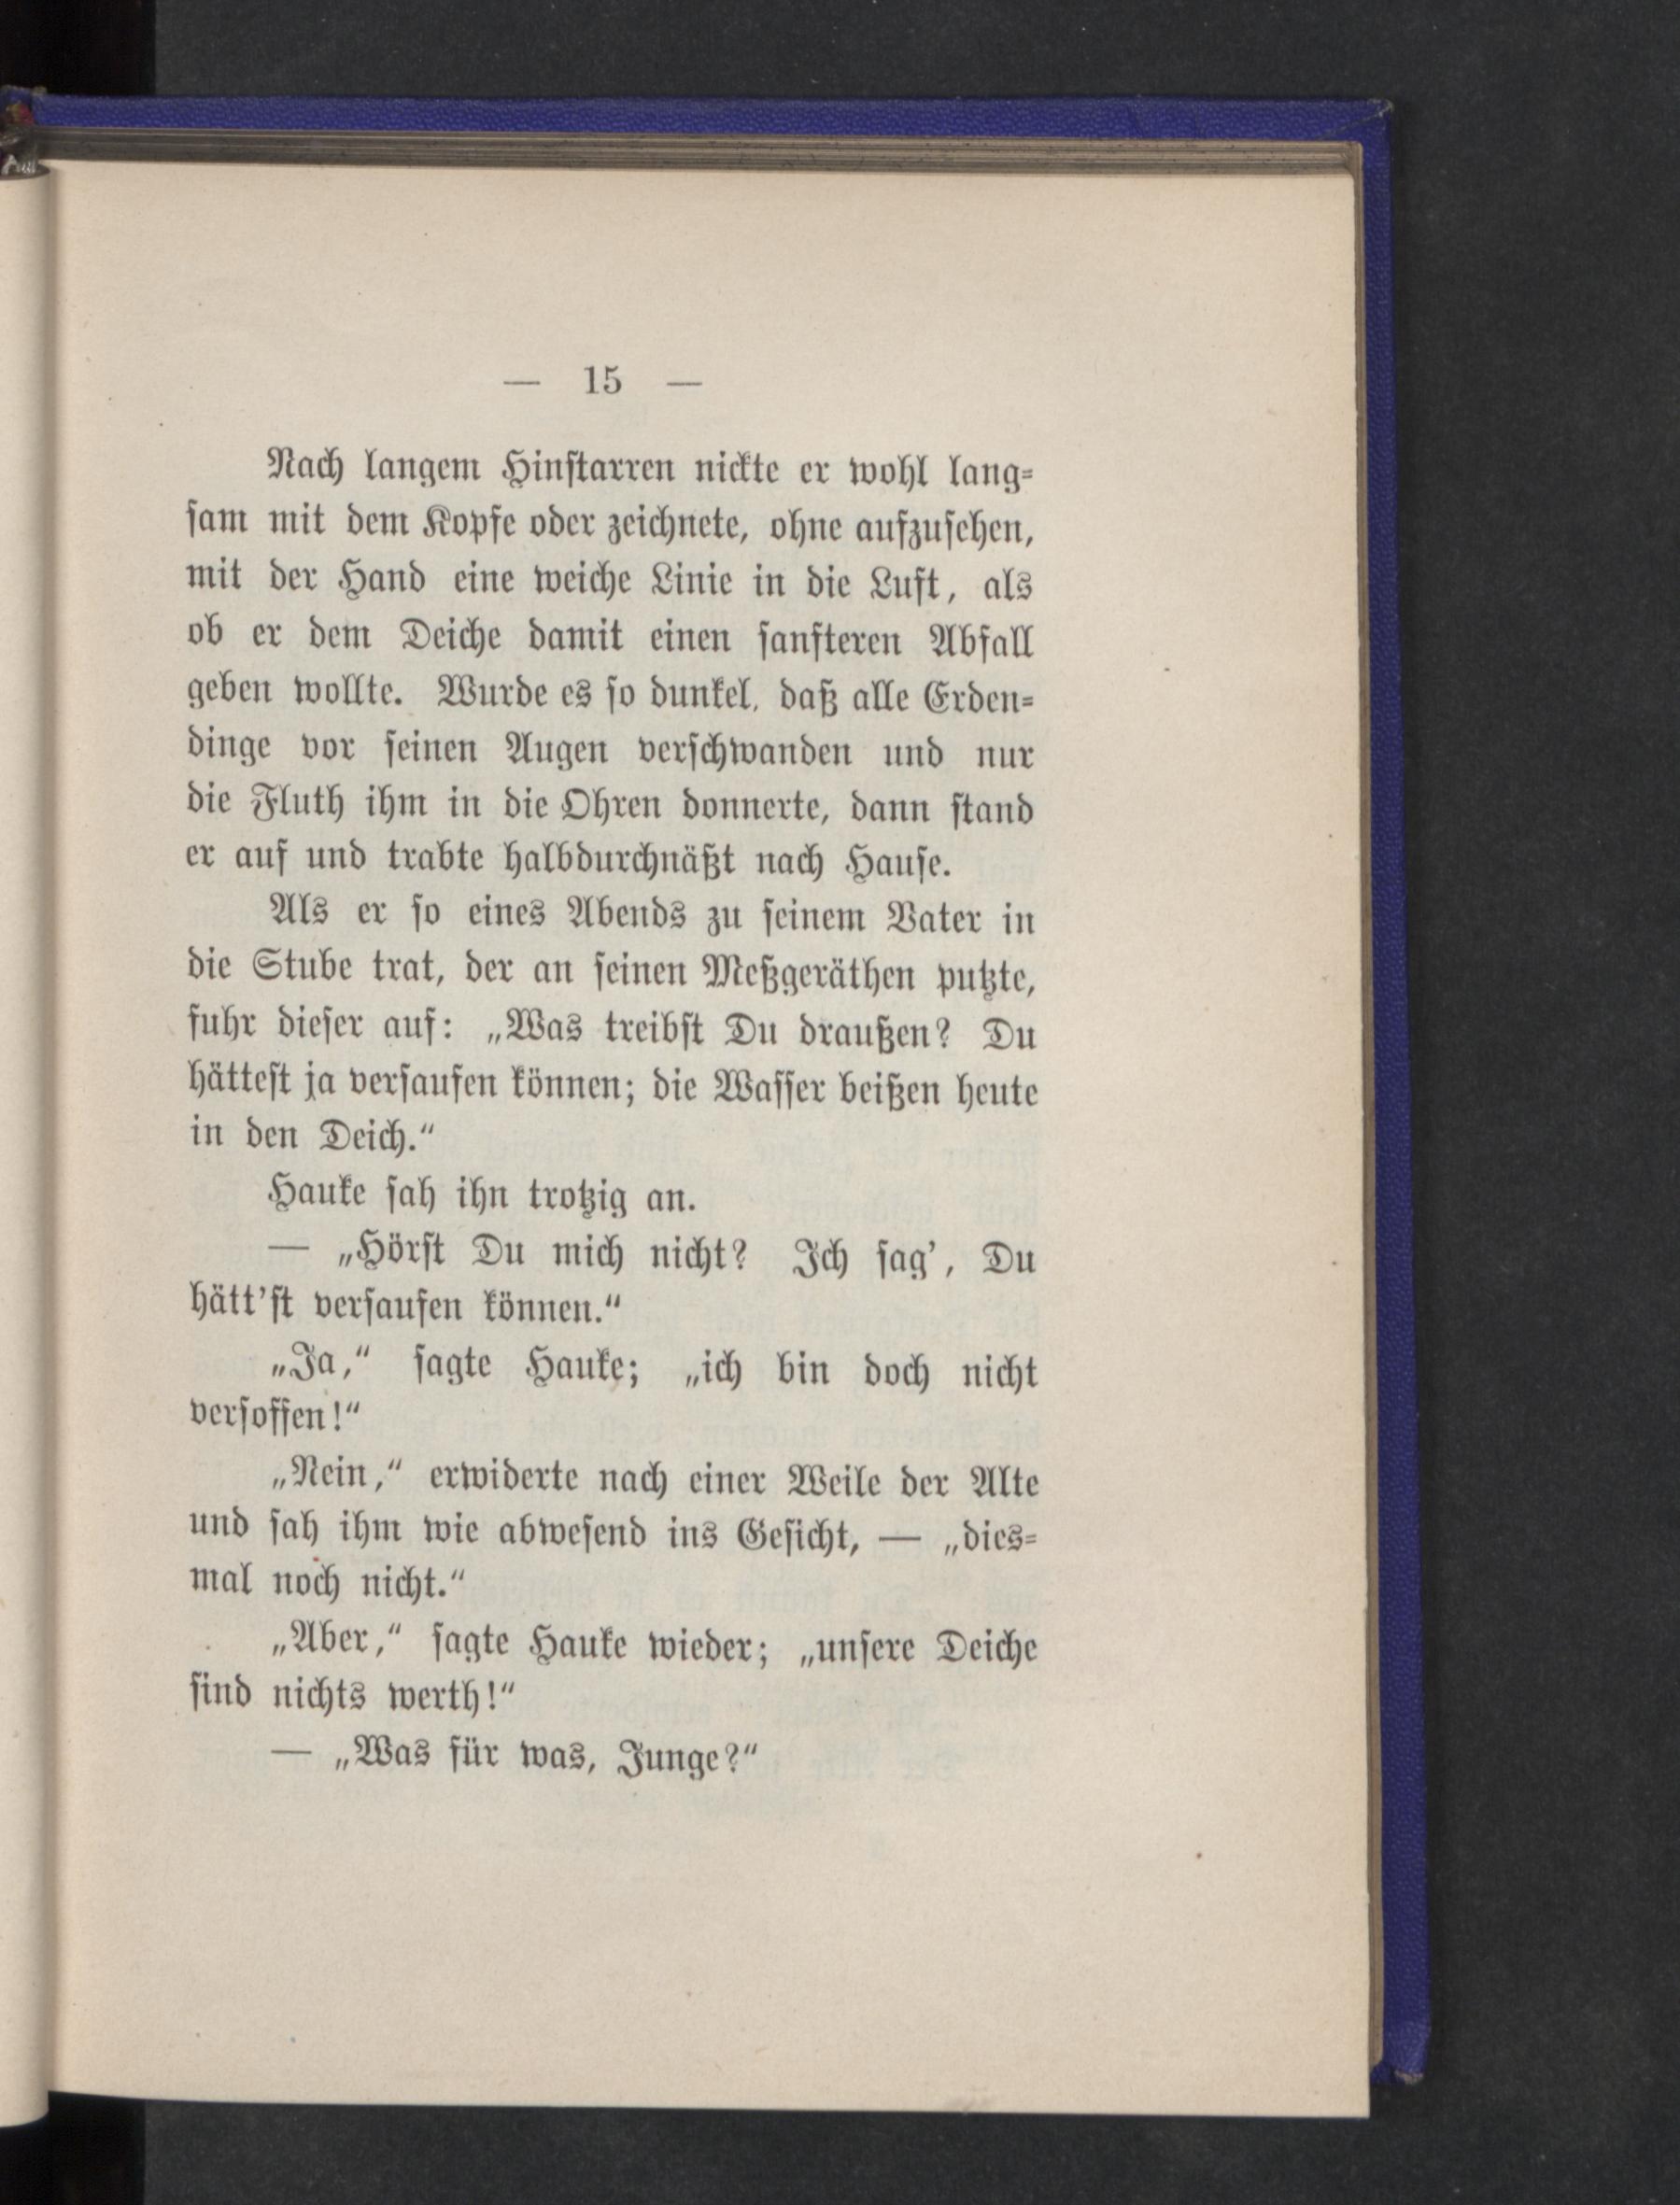 — 15 —
Nach langem Hinſtarren nickte er wohl lang=
ſam mit dem Kopfe oder zeichnete, ohne aufzuſehen,
mit der Hand eine weiche Linie in die Luft, als
ob er dem Deiche damit einen ſanfteren Abfall
geben wollte. Wurde es ſo dunkel, daß alle Erden=
dinge vor ſeinen Augen verſchwanden und nur
die Fluth ihm in die Ohren donnerte, dann ſtand
er auf und trabte halbdurchnäßt nach Hauſe.
Als er ſo eines Abends zu ſeinem Vater in
die Stube trat, der an ſeinen Meßgeräthen putzte,
fuhr dieſer auf: „Was treibſt Du draußen? Du
hätteſt ja verſaufen können; die Waſſer beißen heute
in den Deich.“
Hauke ſah ihn trotzig an.
— „Hörſt Du mich nicht? Ich ſag’, Du
hätt’ſt verſaufen können.“
„Ja,“ ſagte Hauke; „ich bin doch nicht
verſoffen!“
„Nein,“ erwiderte nach einer Weile der Alte
und ſah ihm wie abweſend ins Geſicht, — „dies=
mal noch nicht.“
„Aber,“ ſagte Hauke wieder; „unſere Deiche
ſind nichts werth!“
— „Was für was, Junge?“